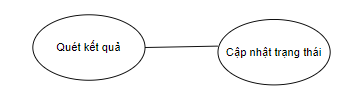 Quét kết quả
Cập nhật trạng thái